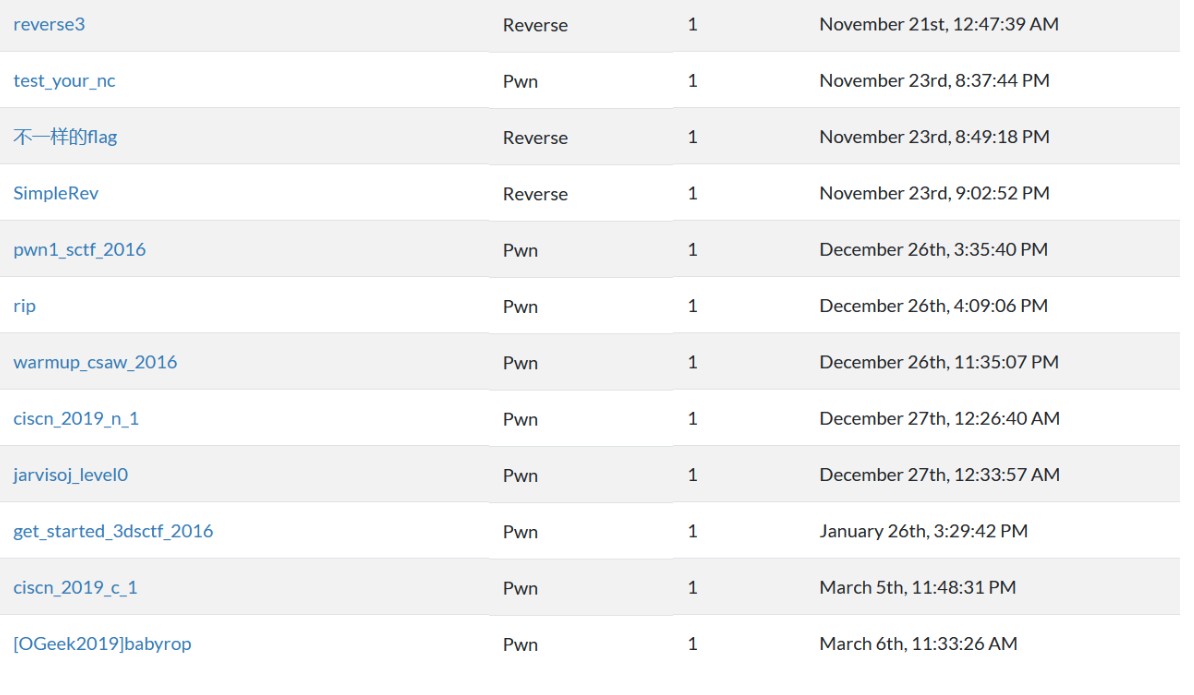 reverse3 Reverse 1 November 21st, 12:47:39 AM
test_your_nc Pwn 1 November 23rd, 8:37:44 PM
不一样的flag Reverse 1 November 23rd, 8:49:18 PM
SimpleRev Reverse 1 November 23rd, 9:02:52 PM
pwn1_sctf_2016 Pwn 1 December 26th, 3:35:40 PM
rip Pwn 1 December 26th, 4:09:06 PM
warmup_csaw_2016 Pwn 1 December 26th, 11:35:07 PM
ciscn_2019_n_1 Pwn 1 December 27th, 12:26:40 AM
jarvisoj_level0 Pwn 1 December 27th, 12:33:57 AM
get_started_3dsctf_2016 Pwn 1 January 26th, 3:29:42 PM
ciscn_2019_c_1 Pwn 1 March 5th, 11:48:31 PM
[OGeek2019]babyrop Pwn 1 March 6th, 11:33:26 AM